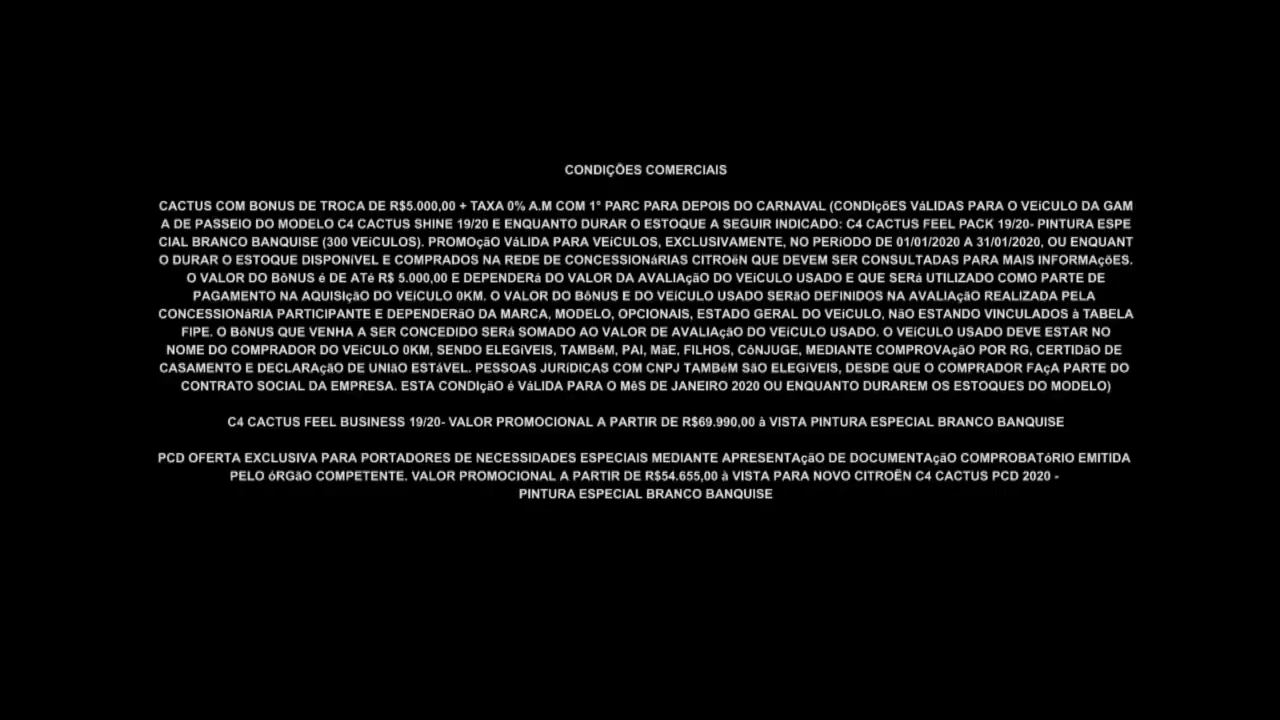 CONDIÇÕES COMERCIAIS
CACTUS COM BONUS DE TROCA DE R$5.000,00 + TAXA 0% A.M COM 1° PARC PARA DEPOIS DO CARNAVAL (CONDIçõES VáLIDAS PARA O VEíCULO DA GAM
A DE PASSEIO DO MODELO C4 CACTUS SHINE 19/20 E ENQUANTO DURAR O ESTOQUE A SEGUIR INDICADO: C4 CACTUS FEEL PACK 19/20- PINTURA ESPE
CIAL BRANCO BANQUISE (300 VEíCULOS). PROMOçãO VáLIDA PARA VEíCULOS, EXCLUSIVAMENTE, NO PERíODO DE 01/01/2020 A 31/01/2020, OU ENQUANT
O DURAR O ESTOQUE DISPONíVEL E COMPRADOS NA REDE DE CONCESSIONáRIAS CITROëN QUE DEVEM SER CONSULTADAS PARA MAIS INFORMAçõES.
O VALOR DO BôNUS é DE ATé R$ 5.000,00 E DEPENDERá DO VALOR DA AVALIAçãO DO VEíCULO USADO E QUE SERá UTILIZADO COMO PARTE DE
PAGAMENTO NA AQUISIçãO DO VEíCULO 0KM. O VALOR DO BôNUS E DO VEíCULO USADO SERãO DEFINIDOS NA AVALIAçãO REALIZADA PELA
CONCESSIONáRIA PARTICIPANTE E DEPENDERãO DA MARCA, MODELO, OPCIONAIS, ESTADO GERAL DO VEíCULO, NãO ESTANDO VINCULADOS à TABELA
FIPE. O BôNUS QUE VENHA A SER CONCEDIDO SERá SOMADO AO VALOR DE AVALIAçãO DO VEíCULO USADO. O VEíCULO USADO DEVE ESTAR NO
NOME DO COMPRADOR DO VEíCULO 0KM, SENDO ELEGíVEIS, TAMBéM, PAI, MãE, FILHOS, CôNJUGE, MEDIANTE COMPROVAçãO POR RG, CERTIDãO DE
CASAMENTO E DECLARAçãO DE UNIãO ESTáVEL. PESSOAS JURíDICAS COM CNPJ TAMBéM SãO ELEGíVEIS, DESDE QUE O COMPRADOR FAçA PARTE DO
CONTRATO SOCIAL DA EMPRESA. ESTA CONDIçãO é VáLIDA PARA O MêS DE JANEIRO 2020 OU ENQUANTO DURAREM OS ESTOQUES DO MODELO)
C4 CACTUS FEEL BUSINESS 19/20- VALOR PROMOCIONAL A PARTIR DE R$69.990,00 à VISTA PINTURA ESPECIAL BRANCO BANQUISE
PCD OFERTA EXCLUSIVA PARA PORTADORES DE NECESSIDADES ESPECIAIS MEDIANTE APRESENTAçãO DE DOCUMENTAçãO COMPROBATóRIO EMITIDA
PELO óRGãO COMPETENTE. VALOR PROMOCIONAL A PARTIR DE R$54.655,00 à VISTA PARA NOVO CITROËN C4 CACTUS PCD 2020 -
PINTURA ESPECIAL BRANCO BANQUISE